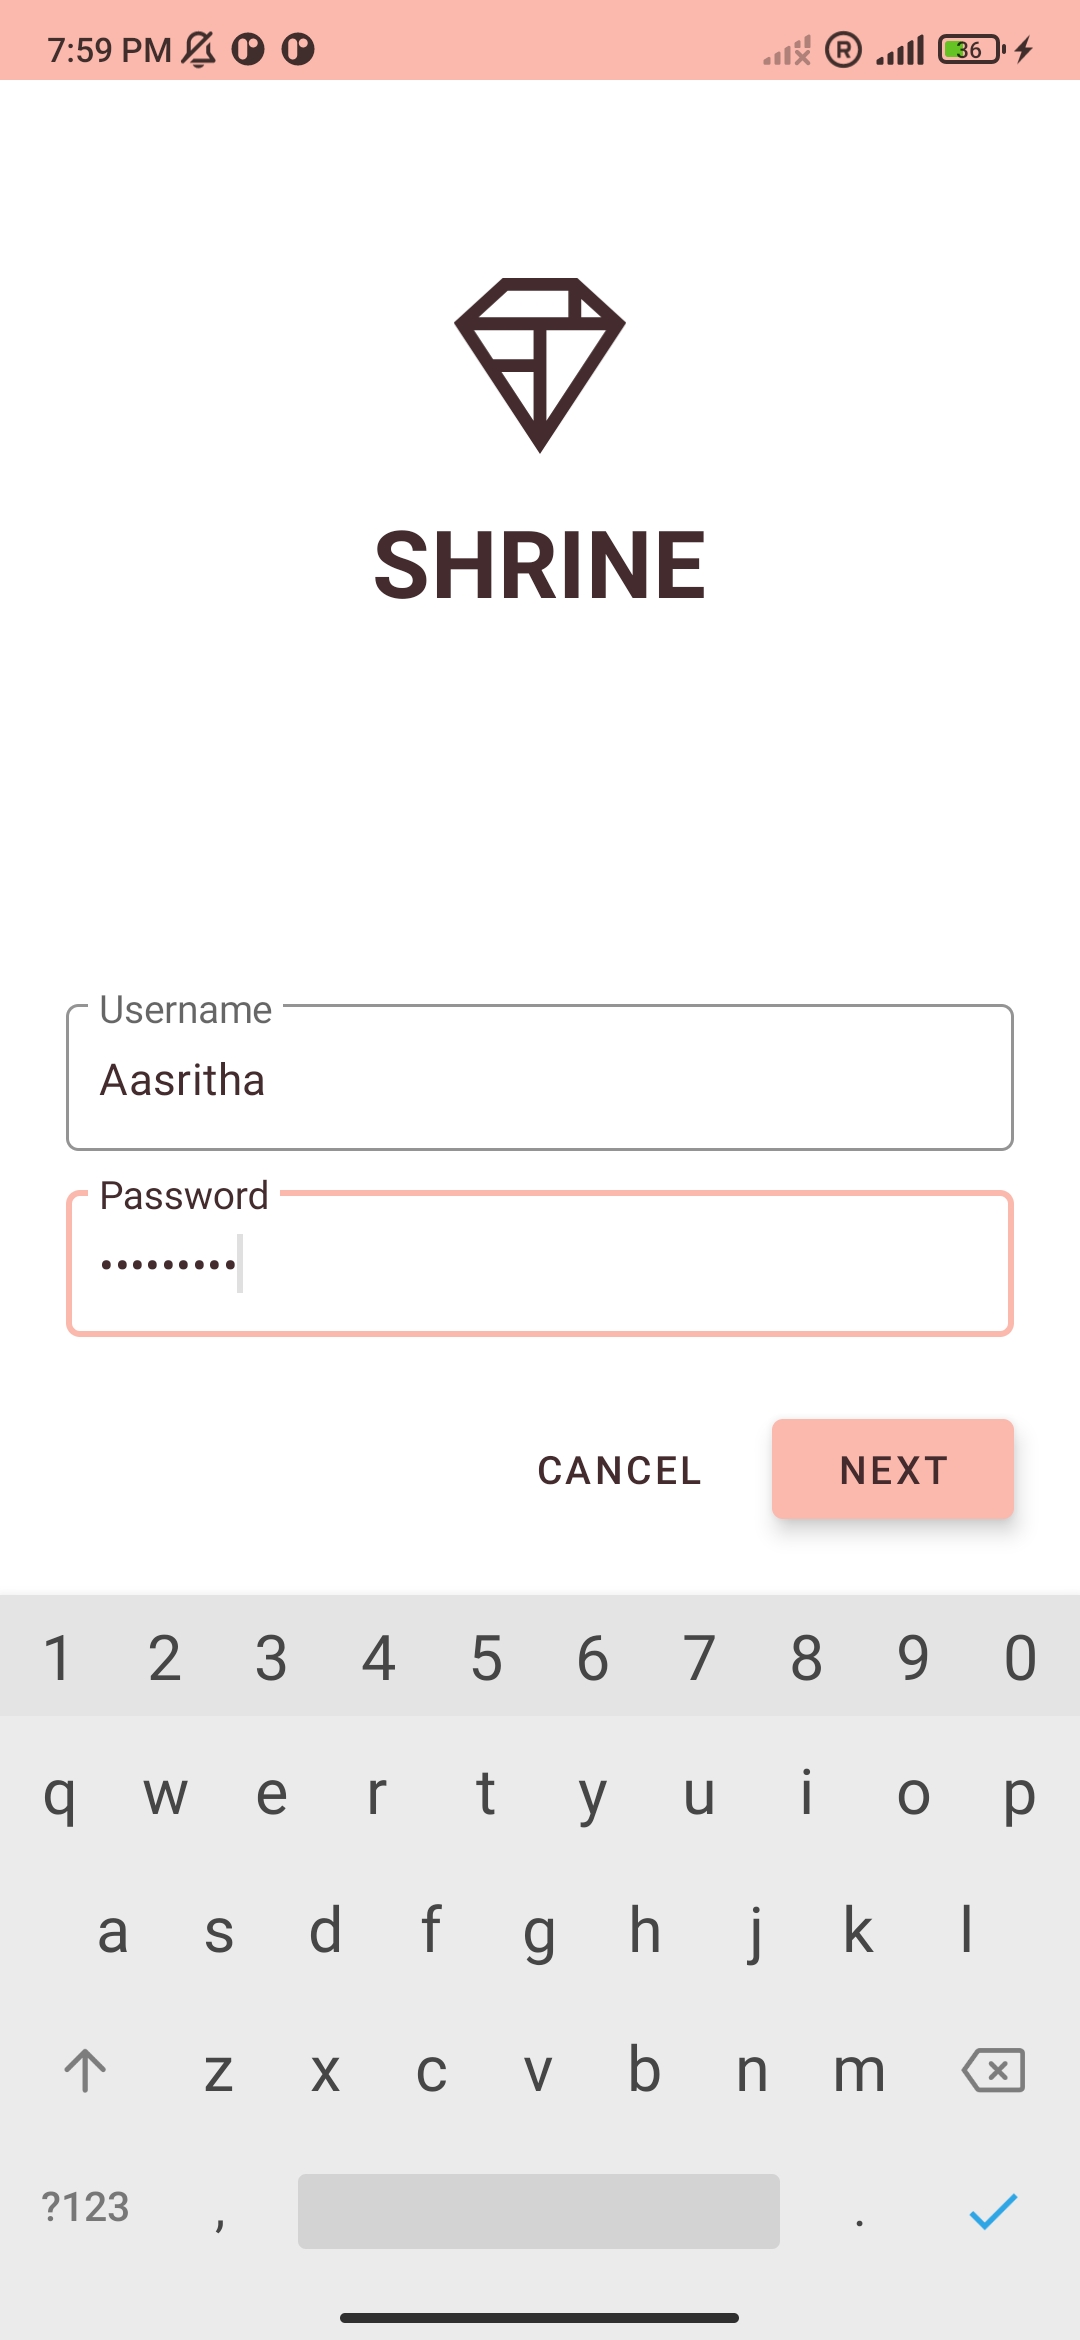 7:59 PM
R
36
SHRINE
Username
Aasritha
Password
•••••••••
CANCEL
NEXT
1 2 3 4 5 6 7 8 9 0
q w e r t y u i o p
a s d f g h j k l
z x c v b n m
?123 , .